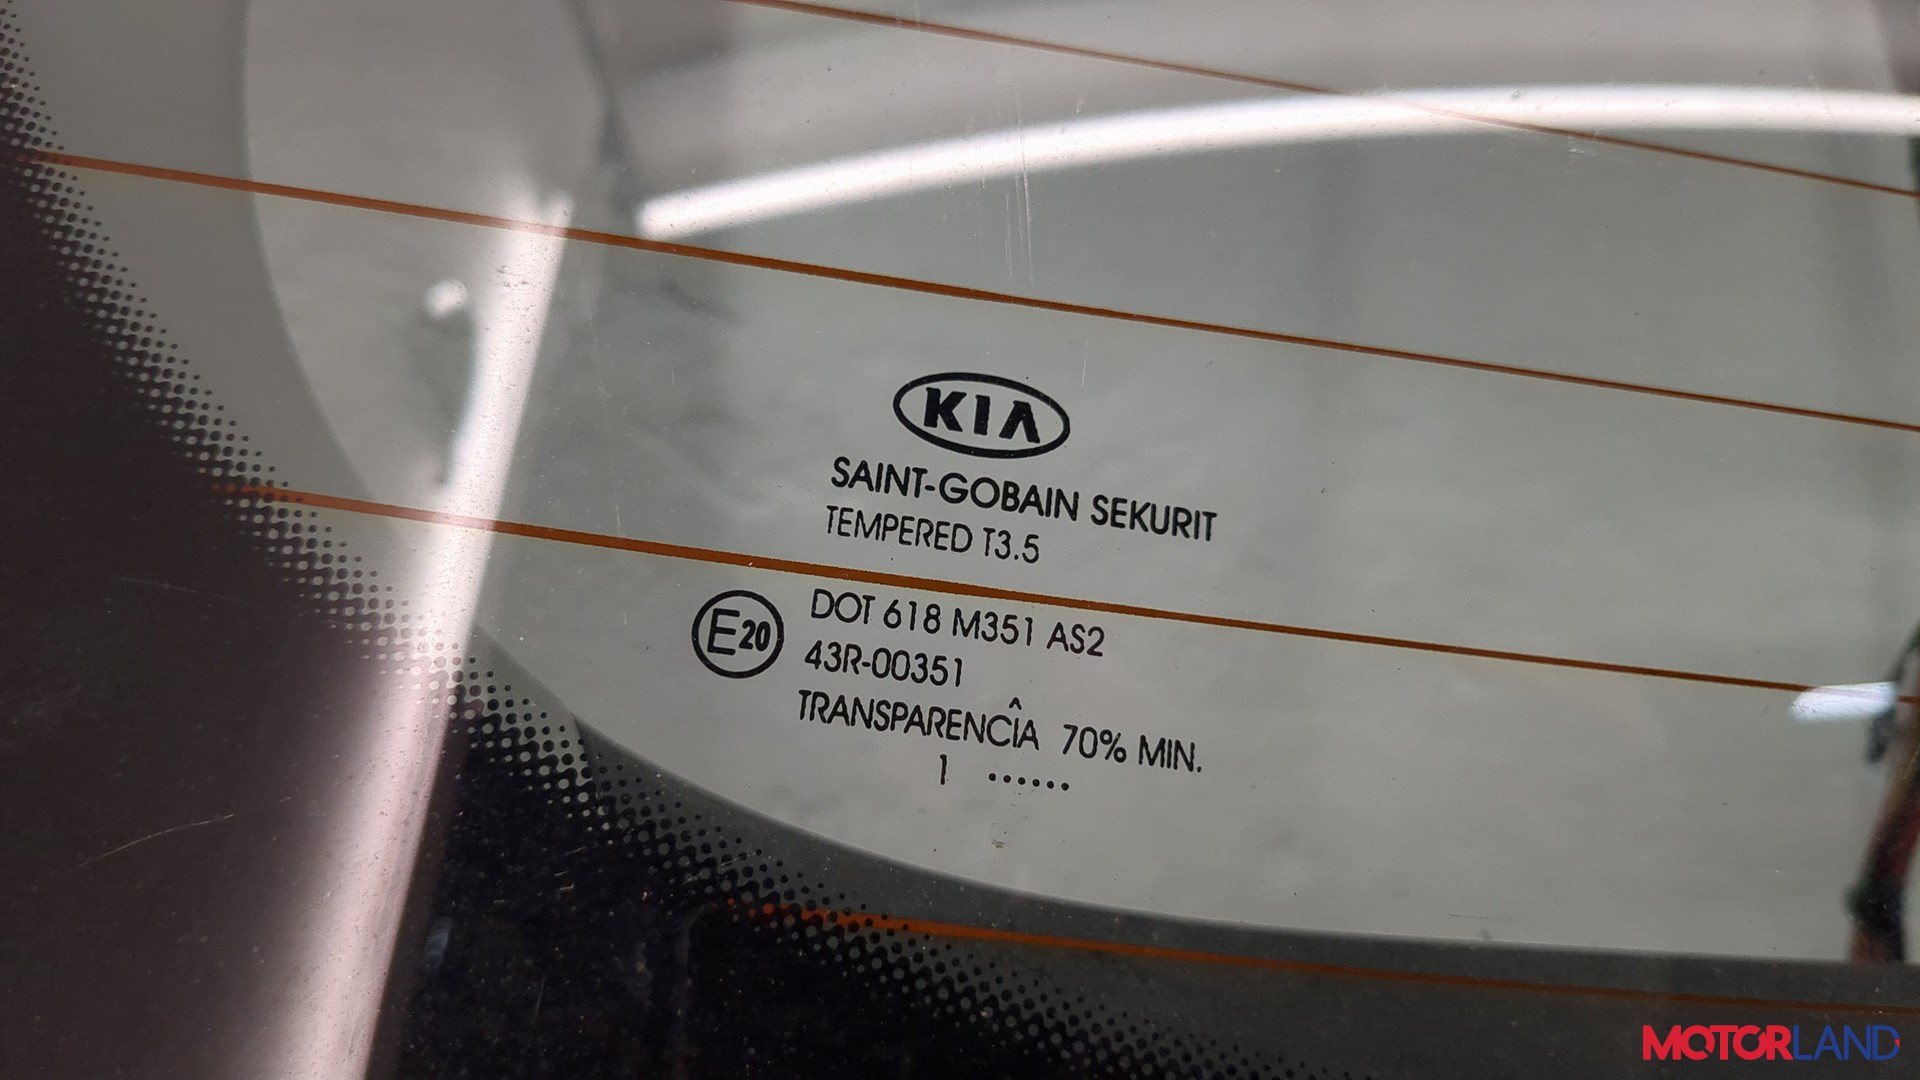 KIA
SAINT-GOBAIN SEKURIT
TEMPERED T3.5
E20
DOT 618 M351 AS2
43R-00351
TRANSPARENCÎA 70% MIN.
1 ......
MOTORLAND